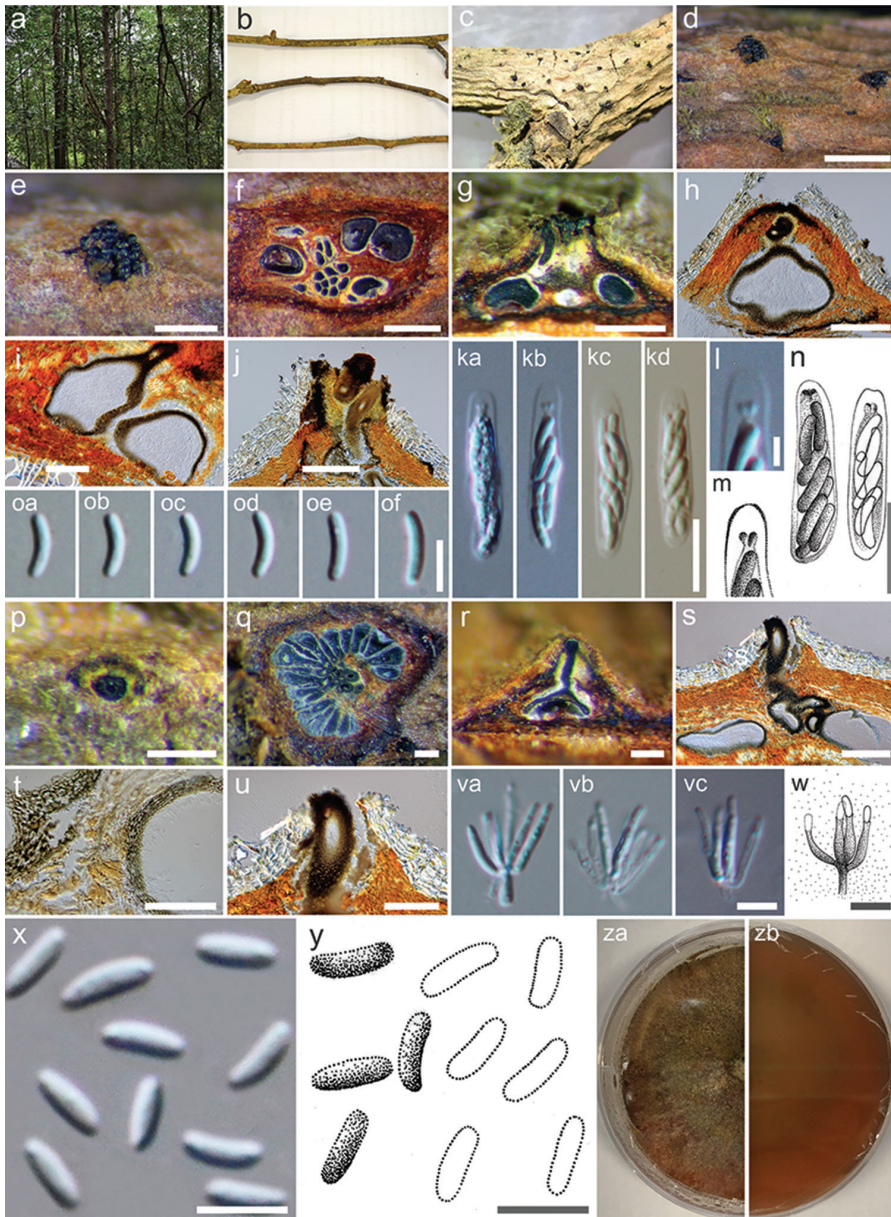 a b c d
e f g h
i j ka kb kc kd l n
m
oa ob oc od oe of
p q r s
t u va vb vc w
x y za zb